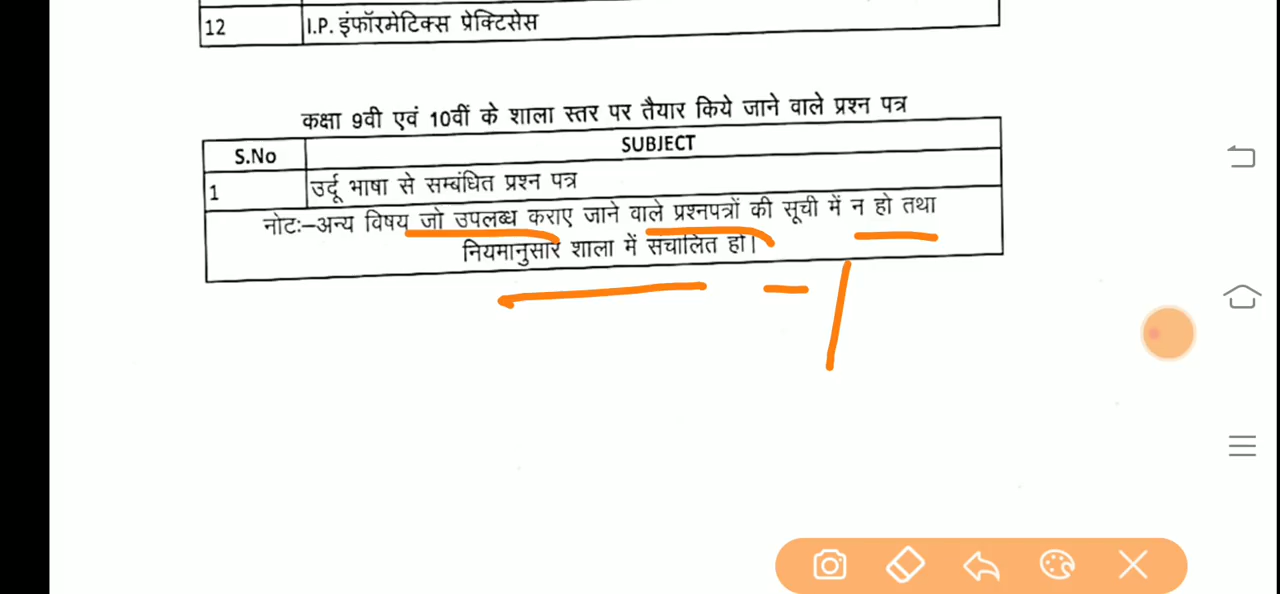 12 I.P. इंफॉरमेटिक्स प्रेक्टिसेस
कक्षा 9वी एवं 10वीं के शाला स्तर पर तैयार किये जाने वाले प्रश्न पत्र
S.No SUBJECT
1 उर्दू भाषा से सम्बंधित प्रश्न पत्र
नोटः–अन्य विषय जो उपलब्ध कराए जाने वाले प्रश्नपत्रों की सूची में न हो तथा
नियमानुसार शाला में संचालित हो।